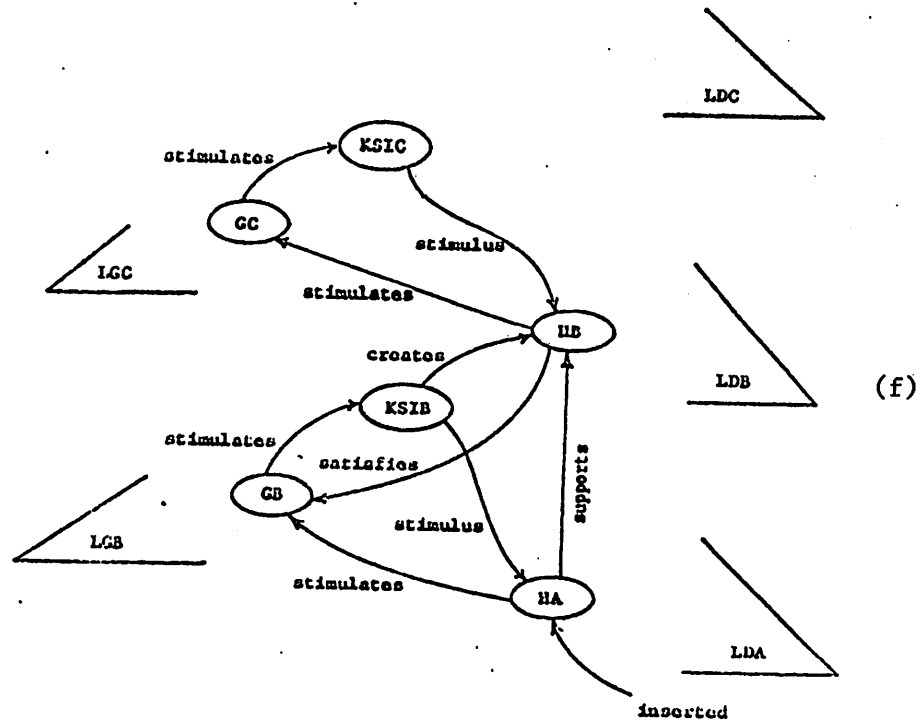 LDC
KSIC
stimulates
GC
stimulus
LGC
stimulates
HB
creates
LDB
(f)
KSIB
stimulates
satisfies
GB
supports
stimulus
LGB
stimulates
HA
LDA
inserted